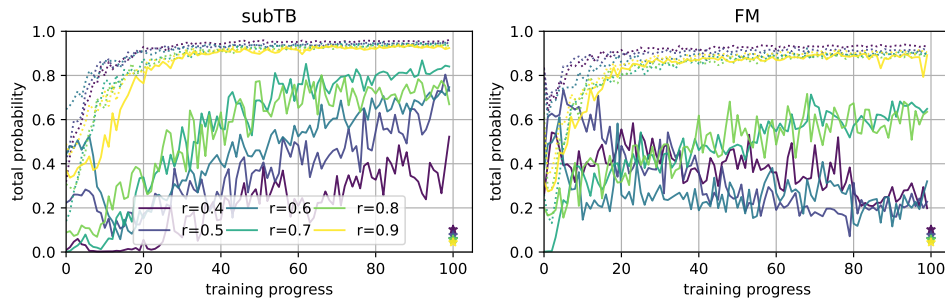 subTB
FM
1.0
0.8
0.6
0.4
0.2
0.0
total probability
r=0.4 r=0.6 r=0.8
r=0.5 r=0.7 r=0.9
0 20 40 60 80 100
training progress
1.0
0.8
0.6
0.4
0.2
0.0
total probability
0 20 40 60 80 100
training progress